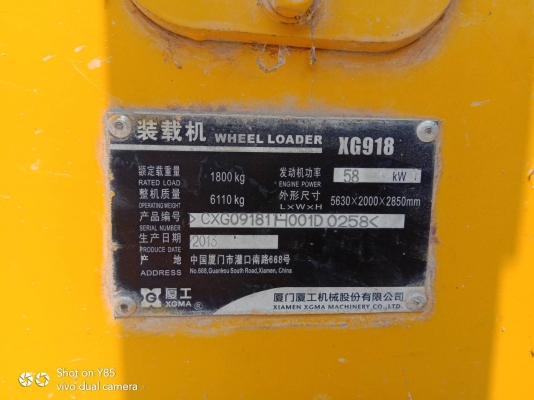 装载机 WHEEL LOADER XG918
额定载重量 1800 kg 发动机功率 58 kW
RATED LOAD ENGINE POWER
整机质量 6110 kg 外形尺寸 5630×2000×2850mm
OPERATING WEIGHT L×W×H
产品编号 >CXG09181H001D0258<
SERIAL NUMBER
生产日期 2013
PRODUCE DATE
产地 中国厦门市灌口南路668号
ADDRESS No.668,Guankou South Road,Xiamen, China
厦工 XGMA
厦门厦工机械股份有限公司
XIAMEN XGMA MACHINERY CO.,LTD.
Shot on Y85
vivo dual camera